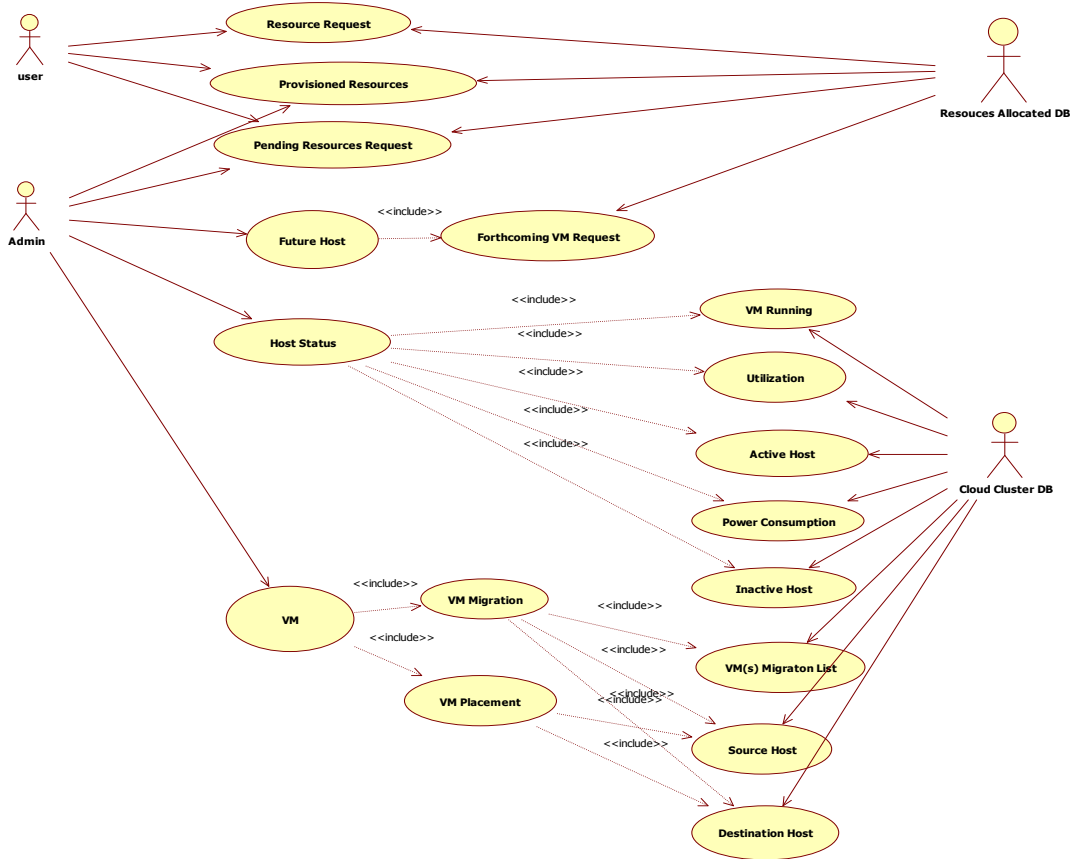 Resource Request
user
Provisioned Resources
Resouces Allocated DB
Pending Resources Request
Admin
<<include>>
Future Host
Forthcoming VM Request
<<include>>
VM Running
<<include>>
Host Status
<<include>>
Utilization
<<include>>
<<include>>
Active Host
Cloud Cluster DB
Power Consumption
<<include>>
VM Migration
Inactive Host
<<include>>
VM
<<include>>
<<include>>
VM(s) Migraton List
<<include>>
<<include>>
VM Placement
<<include>>
Source Host
Destination Host